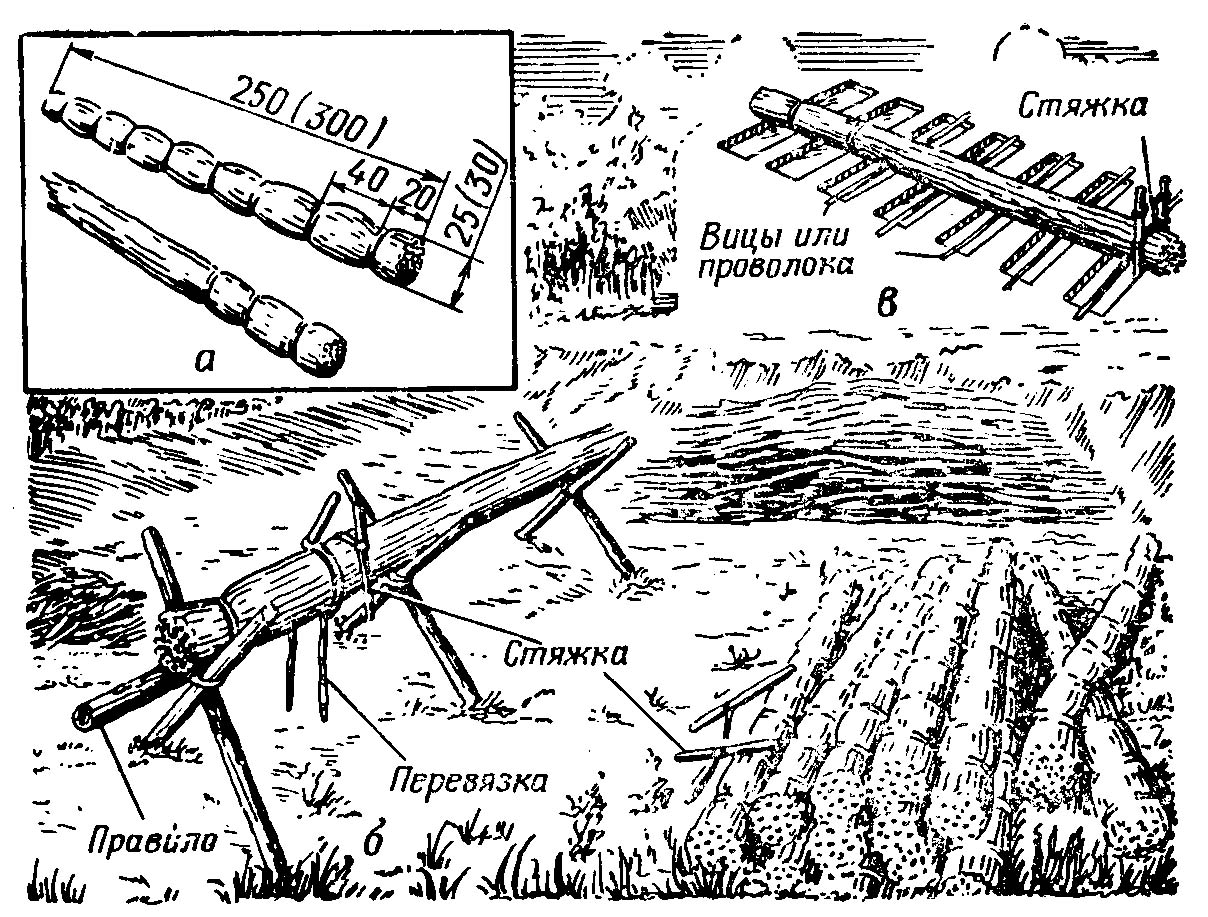 250 (300)
40
20
25 (30)
а
Стяжка
Вицы или
проволока
в
Стяжка
Перевязка
Правило
б